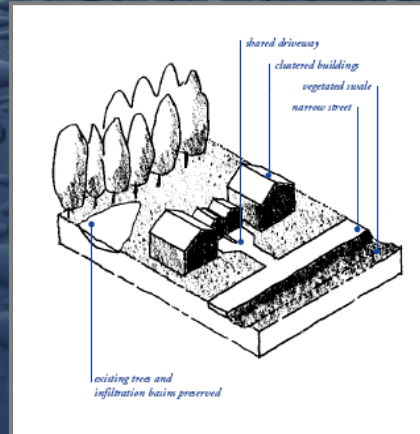 shared driveway
clustered buildings
vegetated swale
narrow street
existing trees and
infiltration basins preserved